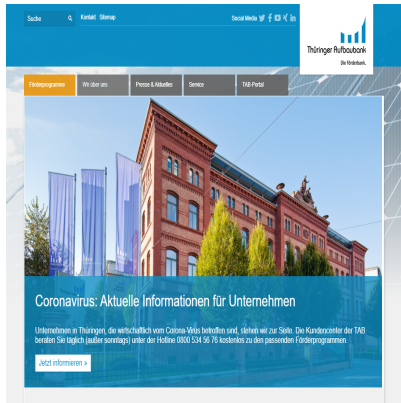 Suche
Kontakt Sitemap
Social Media
Thüringer Aufbaubank
Die Förderbank.
Förderprogramme
Wir über uns
Presse & Aktuelles
Service
TAB-Portal
Coronavirus: Aktuelle Informationen für Unternehmen
Unternehmen in Thüringen, die wirtschaftlich vom Corona-Virus betroffen sind, stehen wir zur Seite. Die Kundencenter der TAB
beraten Sie täglich (außer sonntags) unter der Hotline 0800 534 56 76 kostenlos zu den passenden Förderprogrammen.
Jetzt informieren »